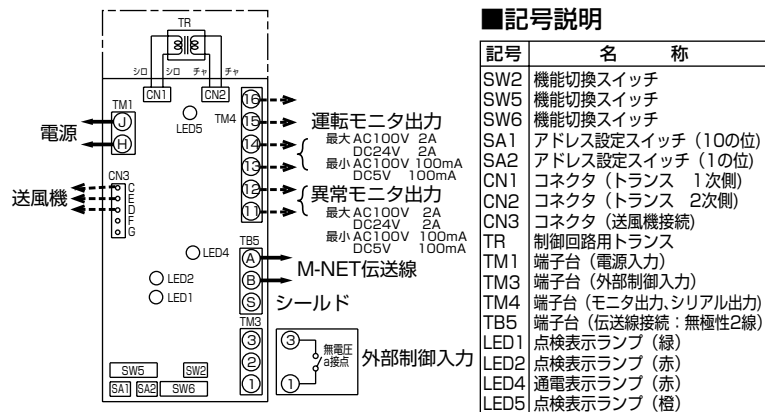 TR
シロ シロ チャ チャ
CN1 CN2
TM1
J
H
電源
LED5
TM4
16
15
14
13
12
11
運転モニタ出力
最大 AC100V 2A
DC24V 2A
最小 AC100V 100mA
DC5V 100mA
異常モニタ出力
最大 AC100V 2A
DC24V 2A
最小 AC100V 100mA
DC5V 100mA
CN3
C
E
D
F
G
送風機
LED4
LED2
LED1
TB5
A
B
S
M-NET伝送線
シールド
TM3
3
2
1
3
1
無電圧
a接点
外部制御入力
SW5 SW2
SA1 SA2 SW6
■記号説明
記号 名 称
SW2 機能切換スイッチ
SW5 機能切換スイッチ
SW6 機能切換スイッチ
SA1 アドレス設定スイッチ(10の位)
SA2 アドレス設定スイッチ(1の位)
CN1 コネクタ(トランス 1次側)
CN2 コネクタ(トランス 2次側)
CN3 コネクタ(送風機接続)
TR 制御回路用トランス
TM1 端子台(電源入力)
TM3 端子台(外部制御入力)
TM4 端子台(モニタ出力、シリアル出力)
TB5 端子台(伝送線接続:無極性2線)
LED1 点検表示ランプ(緑)
LED2 点検表示ランプ(赤)
LED4 通電表示ランプ(赤)
LED5 点検表示ランプ(橙)